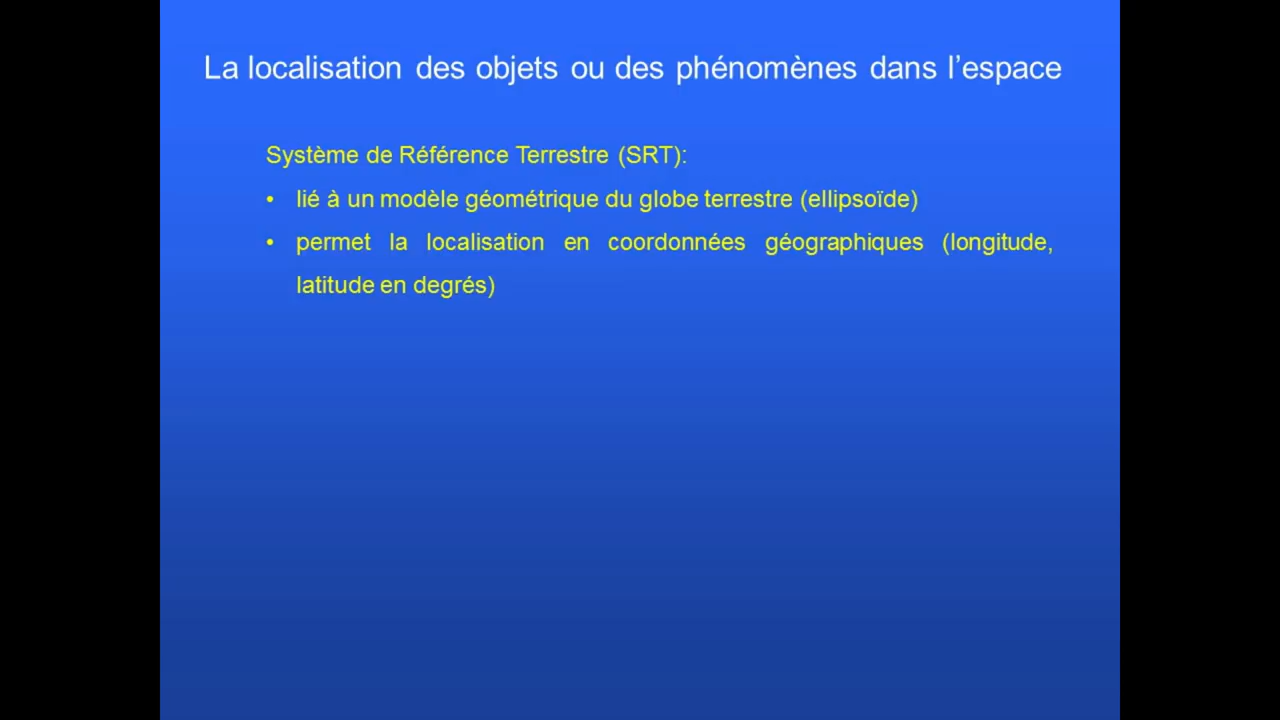 La localisation des objets ou des phénomènes dans l’espace
Système de Référence Terrestre (SRT):
• lié à un modèle géométrique du globe terrestre (ellipsoïde)
• permet la localisation en coordonnées géographiques (longitude,
latitude en degrés)